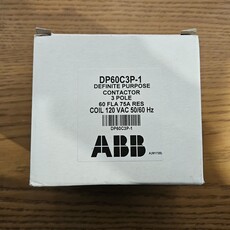 DP60C3P-1
DEFINITE PURPOSE
CONTACTOR
3 POLE
60 FLA 75A RES
COIL 120 VAC 50/60 Hz
ABB
DP60C3P-1